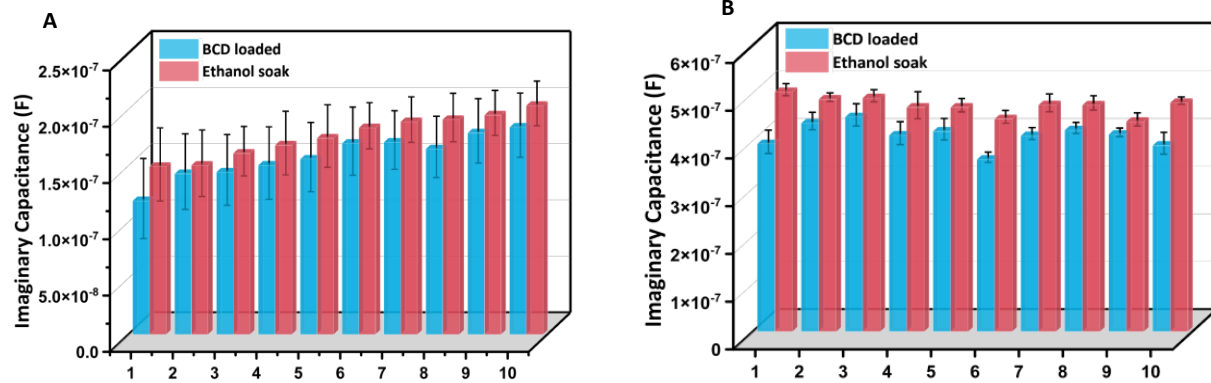 A
BCD loaded
Ethanol soak
Imaginary Capacitance (F)
2.5×10⁻⁷
2.0×10⁻⁷
1.5×10⁻⁷
1.0×10⁻⁷
5.0×10⁻⁸
0.0
1 2 3 4 5 6 7 8 9 10
B
BCD loaded
Ethanol soak
Imaginary Capacitance (F)
6×10⁻⁷
5×10⁻⁷
4×10⁻⁷
3×10⁻⁷
2×10⁻⁷
1×10⁻⁷
0
1 2 3 4 5 6 7 8 9 10